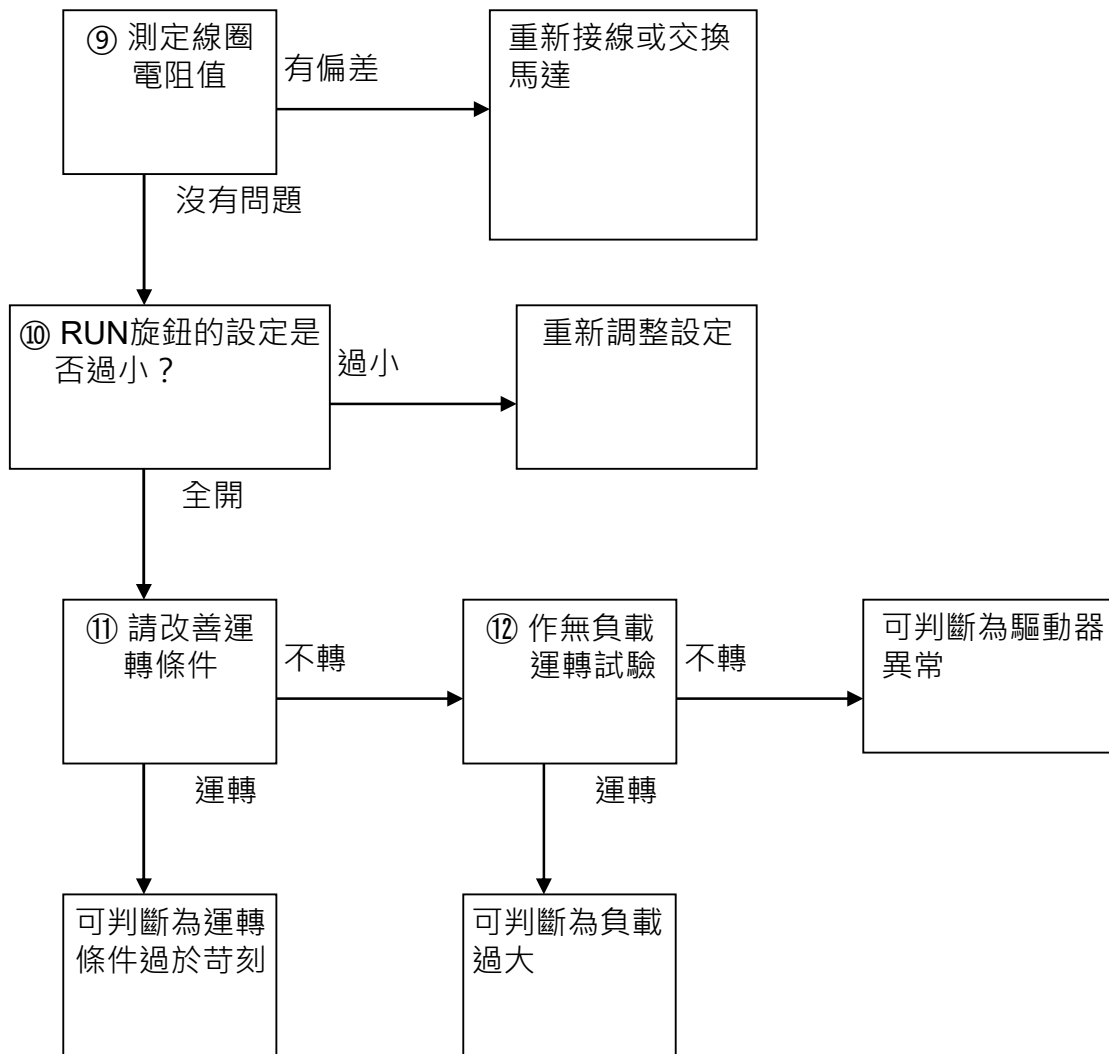 ⑨ 測定線圈
電阻值
有偏差
重新接線或交換
馬達
沒有問題
⑩ RUN旋鈕的設定是
否過小？
過小
重新調整設定
全開
⑪ 請改善運
轉條件
不轉
⑫ 作無負載
運轉試驗
不轉
可判斷為驅動器
異常
運轉
運轉
可判斷為運轉
條件過於苛刻
可判斷為負載
過大